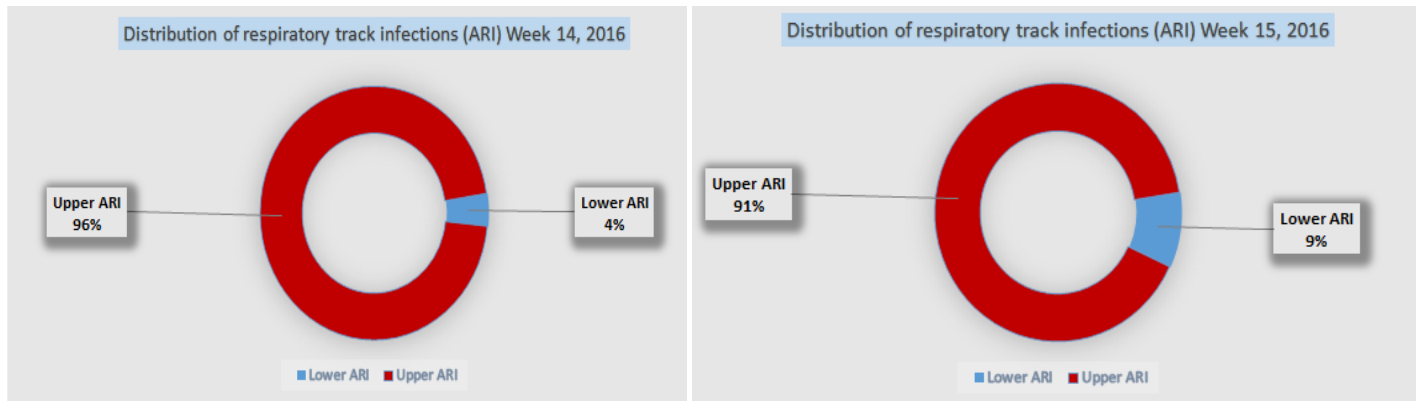 Distribution of respiratory track infections (ARI) Week 14, 2016
Upper ARI
96%
Lower ARI
4%
Lower ARI Upper ARI
Distribution of respiratory track infections (ARI) Week 15, 2016
Upper ARI
91%
Lower ARI
9%
Lower ARI Upper ARI